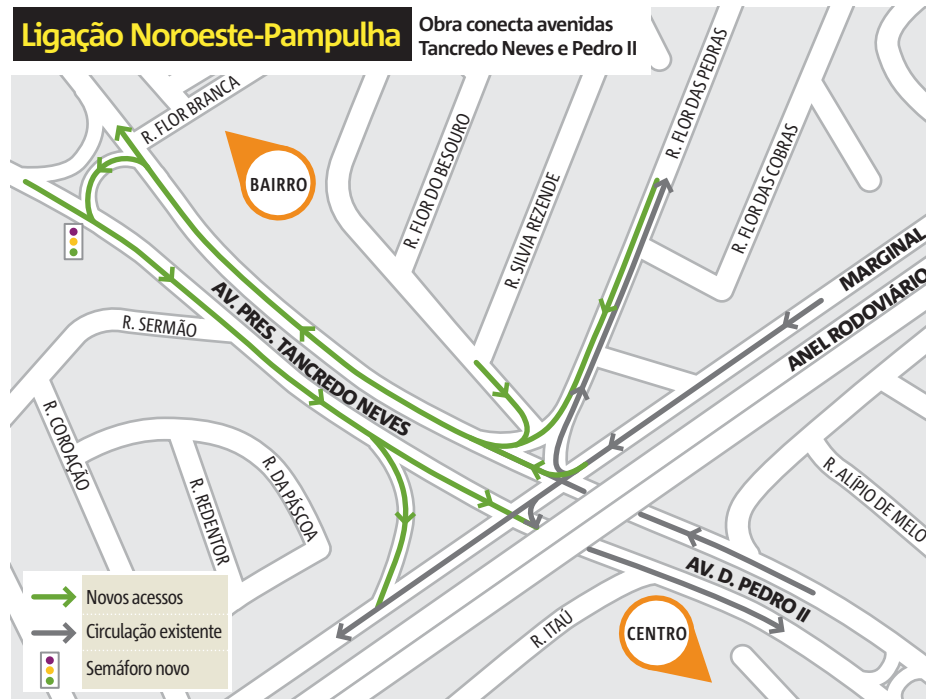 Ligação Noroeste-Pampulha
Obra conecta avenidas
Tancredo Neves e Pedro II
R. FLOR BRANCA
BAIRRO
R. FLOR DO BESOURO
R. SILVIA REZENDE
R. FLOR DAS PEDRAS
R. FLOR DAS COBRAS
MARGINAL
ANEL RODOVIÁRIO
R. SERMÃO
AV. PRES. TANCREDO NEVES
R. COROAÇÃO
R. REDENTOR
R. DA PÁSCOA
R. ALÍPIO DE MELO
AV. D. PEDRO II
R. ITAÚ
CENTRO
Novos acessos
Circulação existente
Semáforo novo